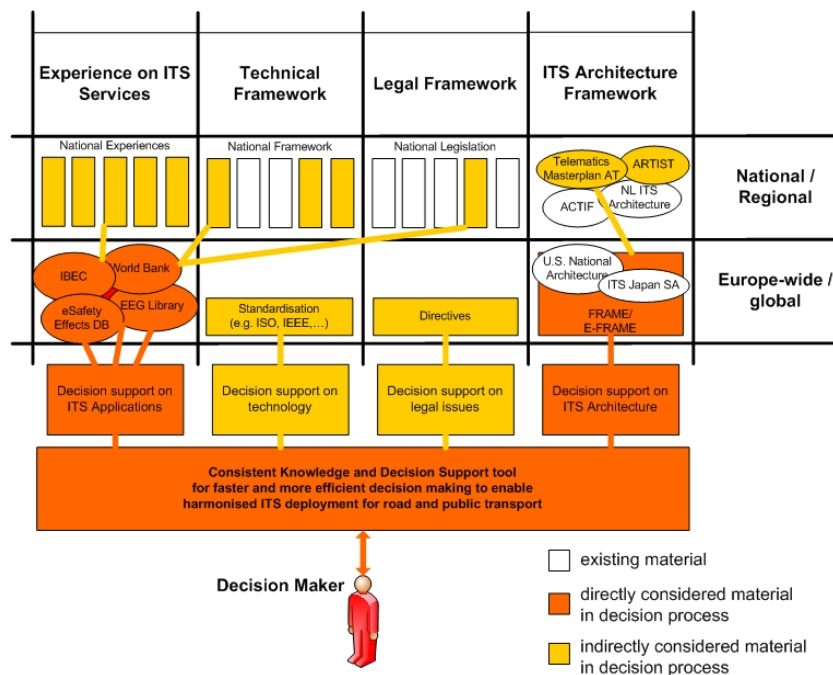 Experience on ITS
Services
Technical
Framework
Legal Framework
ITS Architecture
Framework
National Experiences
National Framework
National Legislation
Telematics
Masterplan AT
ARTIST
ACTIF
NL ITS
Architecture
National /
Regional
IBEC
World Bank
eSafety
Effects DB
EEG Library
Standardisation
(e.g. ISO, IEEE,...)
Directives
U.S. National
Architecture
ITS Japan SA
FRAME/
E-FRAME
Europe-wide /
global
Decision support on
ITS Applications
Decision support on
technology
Decision support on
legal issues
Decision support on
ITS Architecture
Consistent Knowledge and Decision Support tool
for faster and more efficient decision making to enable
harmonised ITS deployment for road and public transport
Decision Maker
existing material
directly considered material
in decision process
indirectly considered material
in decision process